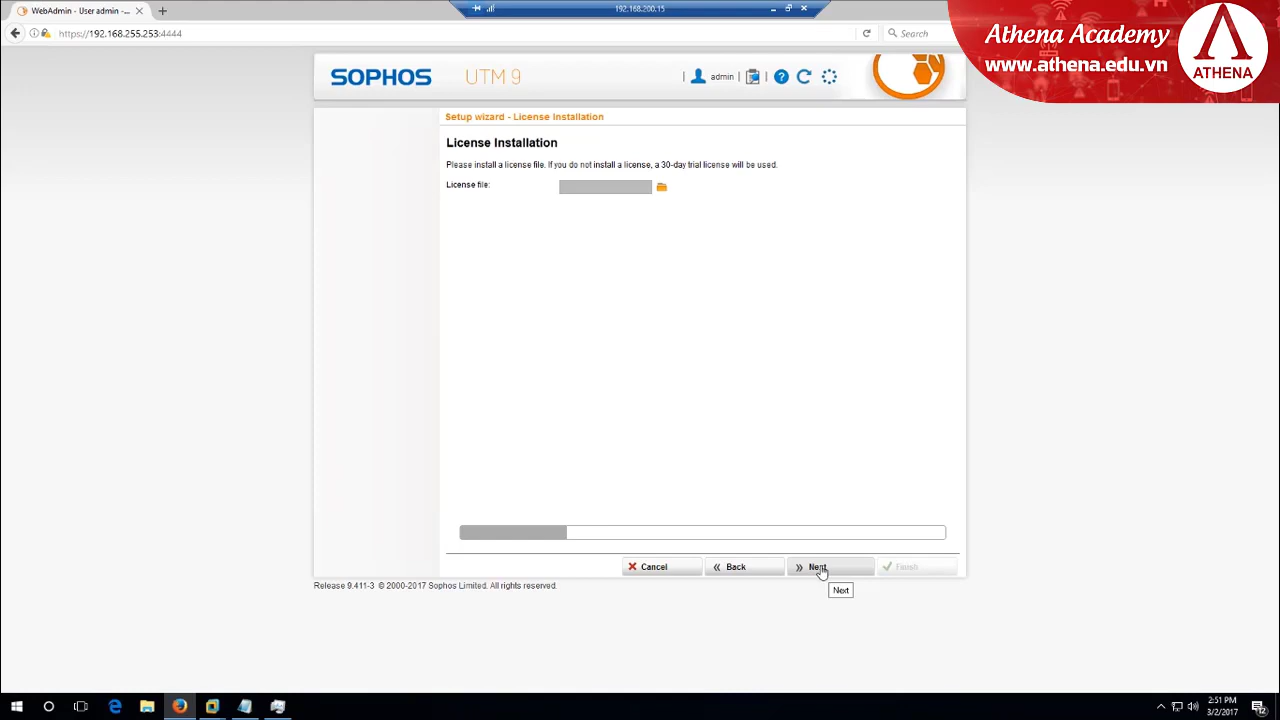 WebAdmin - User admin -...
192.168.200.15
https://192.168.255.253:4444
Search
Athena Academy
www.athena.edu.vn
ATHENA
SOPHOS UTM 9
admin
Setup wizard - License Installation
License Installation
Please install a license file. If you do not install a license, a 30-day trial license will be used.
License file:
Cancel
Back
Next
Finish
Next
Release 9.411-3 © 2000-2017 Sophos Limited. All rights reserved.
2:51 PM
3/2/2017
12